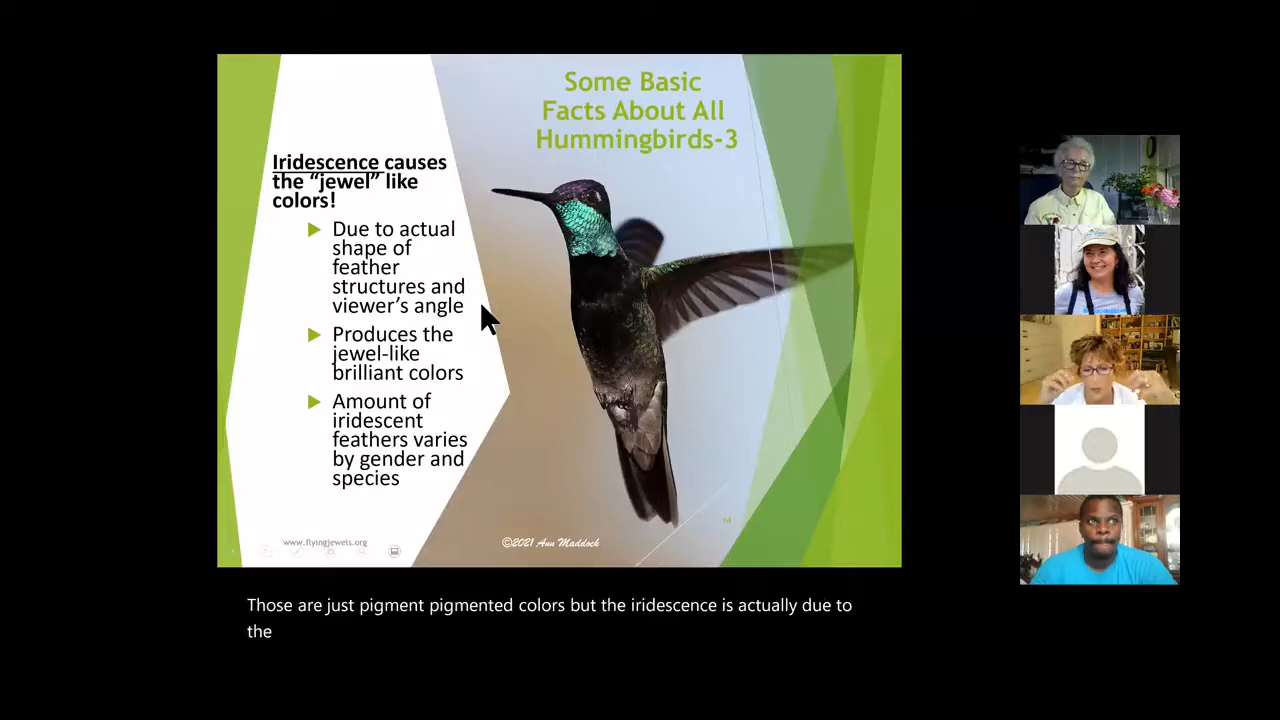 Some Basic
Facts About All
Hummingbirds-3
Iridescence causes
the “jewel” like
colors!
Due to actual
shape of
feather
structures and
viewer’s angle
Produces the
jewel-like
brilliant colors
Amount of
iridescent
feathers varies
by gender and
species
14
www.flyingjewels.org
©2021 Ann Maddock
Those are just pigment pigmented colors but the iridescence is actually due to
the